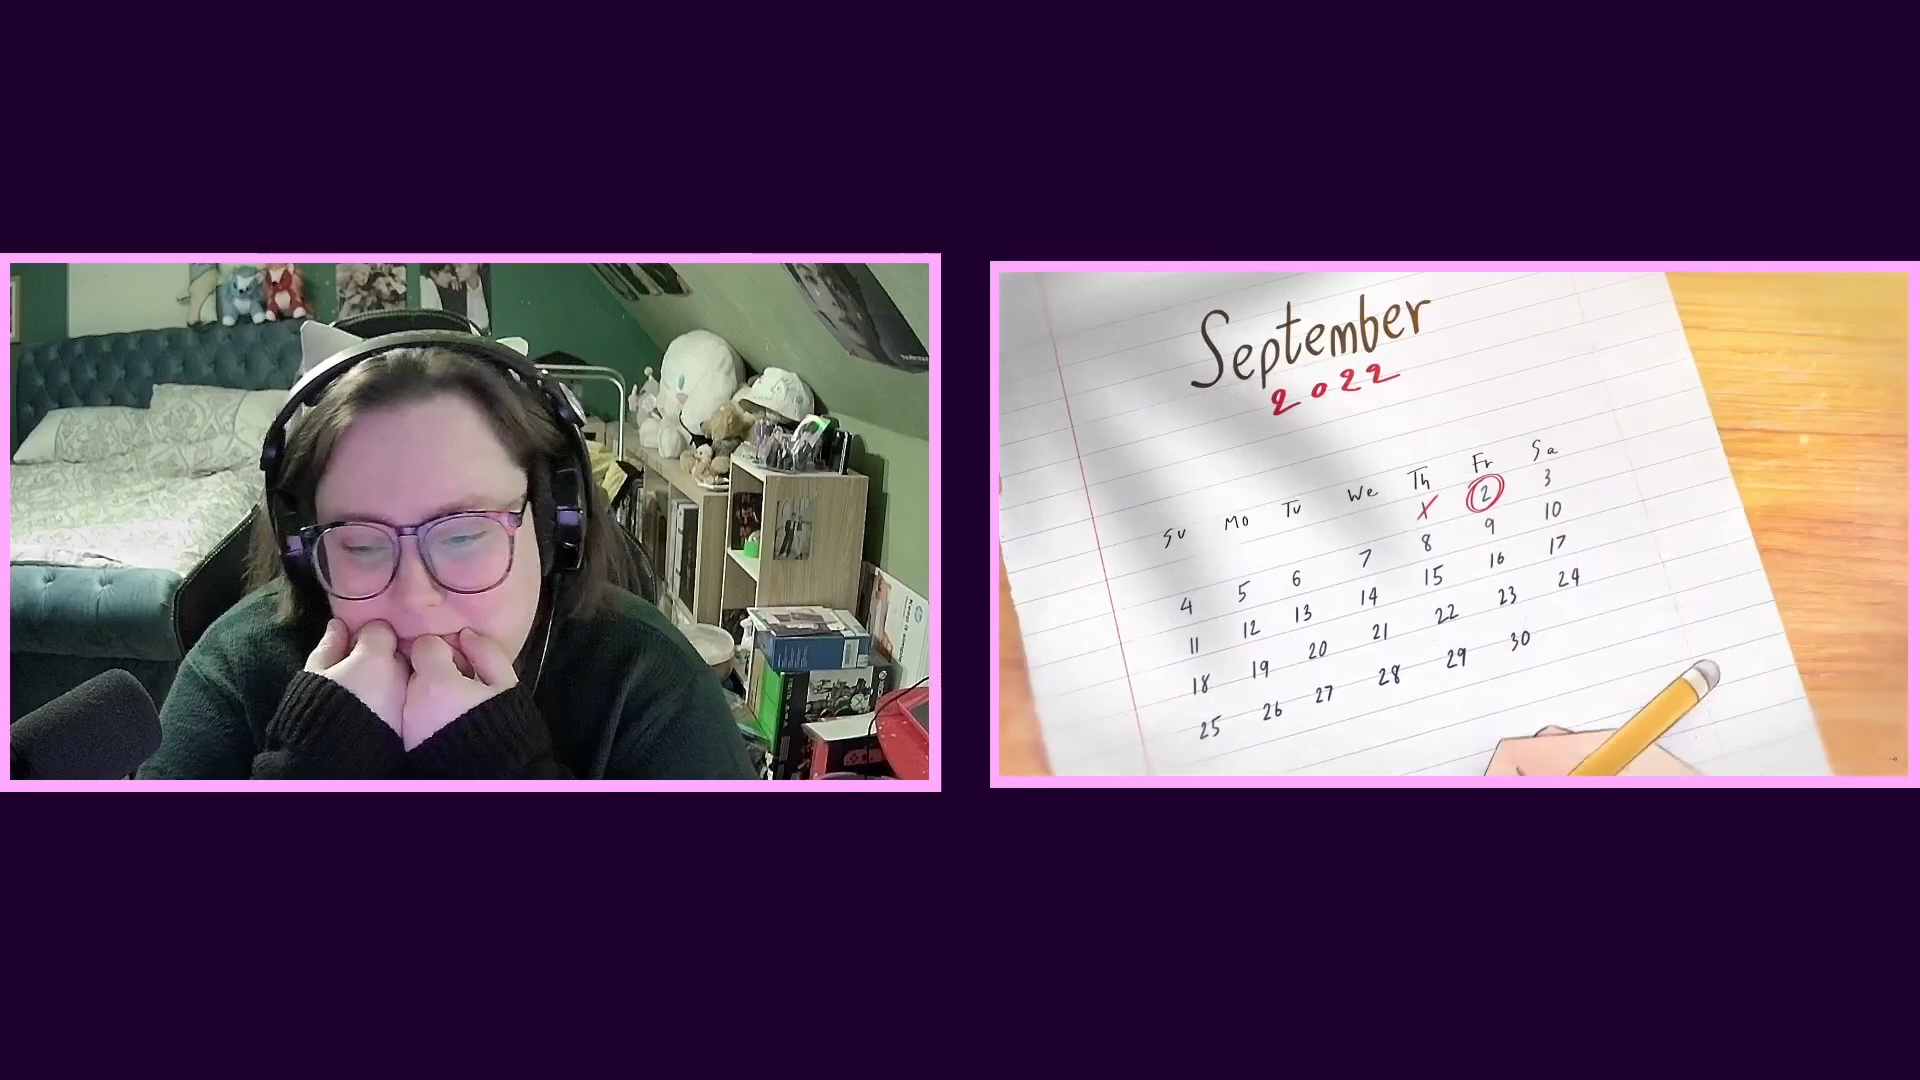 September
2022
Su Mo Tu We Th Fr Sa
X 2 3
4 5 6 7 8 9 10
11 12 13 14 15 16 17
18 19 20 21 22 23 24
25 26 27 28 29 30